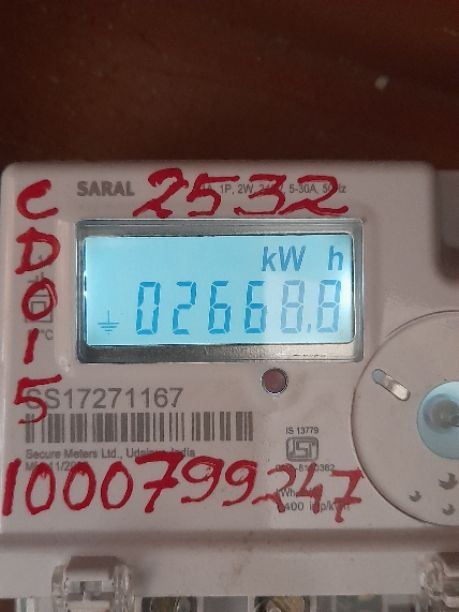 SARAL 1P, 2W, 5-30A,
2532
CD015
kW h
02668.8
SS17271167
Secure Meters Ltd., Udaipur, India
IS 13779
1000799247